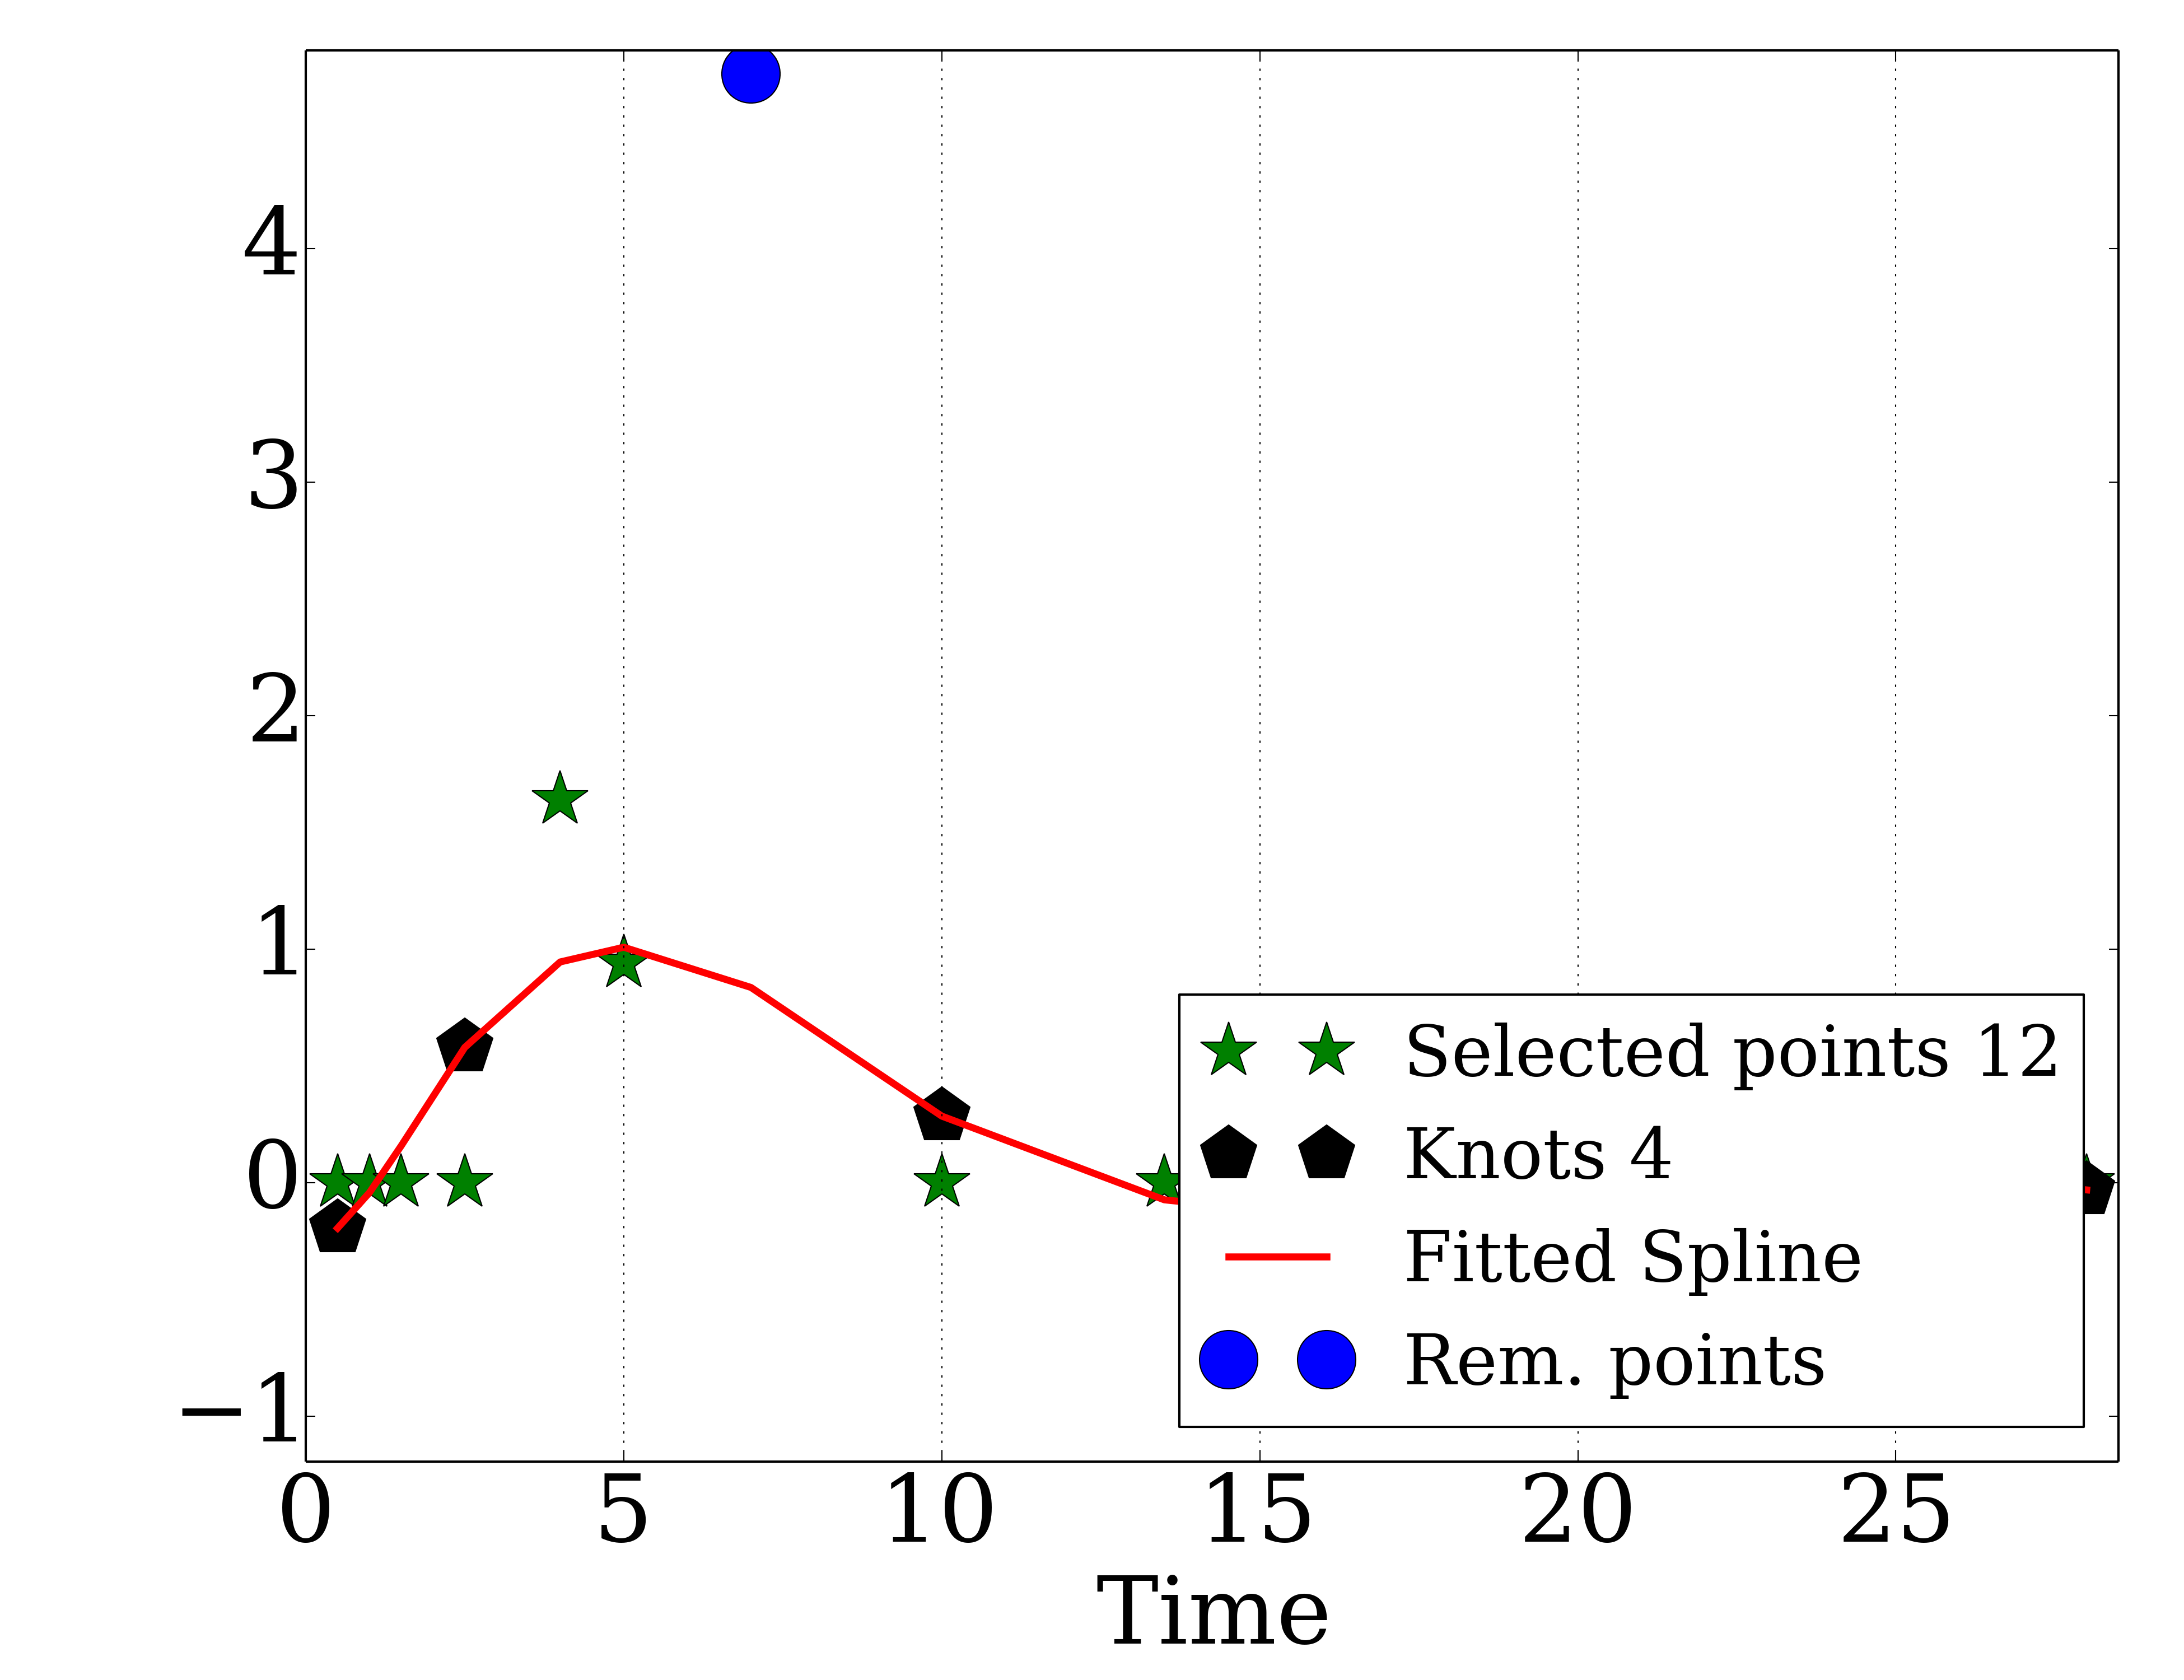 4
3
2
1
0
−1
Selected points 12
Knots 4
Fitted Spline
Rem. points
0 5 10 15 20 25
Time